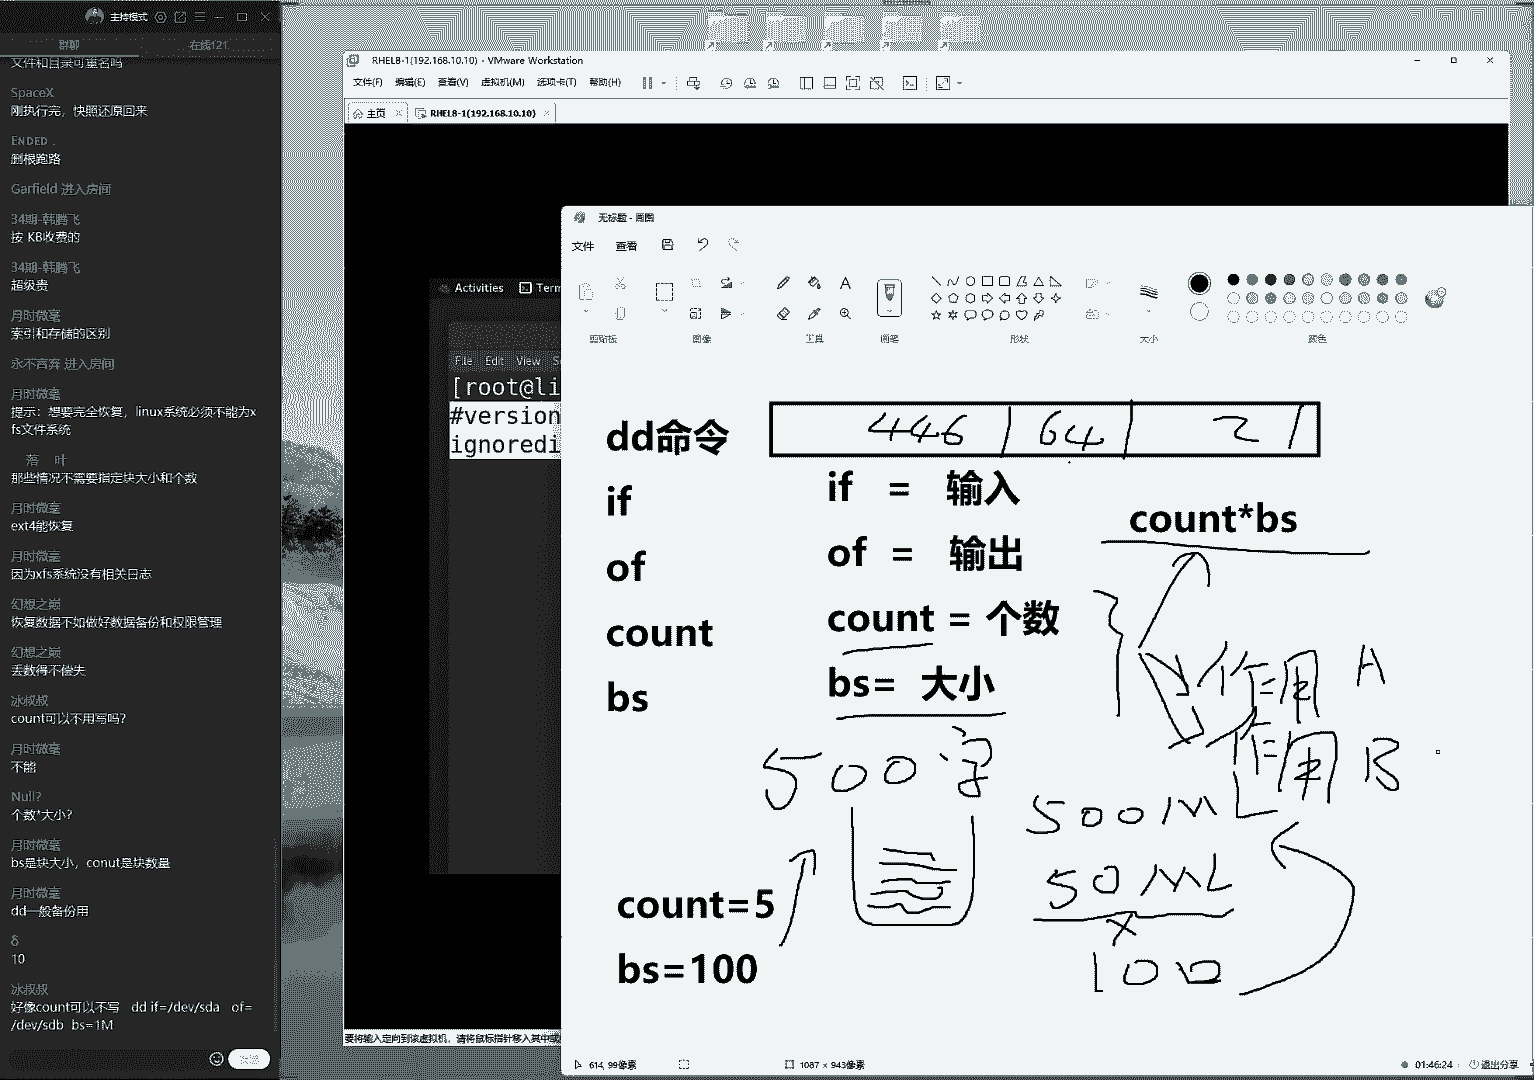 主持模式
群聊
在线121
文件和目录可重名吗
SpaceX
刚执行完，快照还原回来
ENDED .
删根跑路
Garfield 进入房间
34期-韩腾飞
按 KB收费的
34期-韩腾飞
超级贵
月时微毫
索引和存储的区别
永不言弃 进入房间
月时微毫
提示：想要完全恢复，linux系统必须不能为x
fs文件系统
落 叶
那些情况不需要指定块大小和个数
月时微毫
ext4能恢复
月时微毫
因为xfs系统没有相关日志
幻想之巅
恢复数据不如做好数据备份和权限管理
幻想之巅
丢数得不偿失
冰叔叔
count可以不用写吗?
月时微毫
不能
Null?
个数*大小?
月时微毫
bs是块大小，conut是块数量
月时微毫
dd一般备份用
δ
10
冰叔叔
好像count可以不写 dd if=/dev/sda of=
/dev/sdb bs=1M
RHEL8-1(192.168.10.10) - VMware Workstation
文件(F) 编辑(E) 查看(V) 虚拟机(M) 选项卡(T) 帮助(H)
主页 RHEL8-1(192.168.10.10)
Activities Term
File Edit View S
[root@li
#version
ignoredi
要将输入定向到该虚拟机，请将鼠标指针移入其中或
无标题 - 画图
文件 查看
剪贴板 图像 工具 画笔 形状 大小 颜色
446 64 2
dd命令
if
of
count
bs
if = 输入
of = 输出
count = 个数
bs= 大小
count*bs
作用 A
作用 B
500字
500ML
50ML
x
100
count=5
bs=100
614, 99像素
1087 × 943像素
01:46:24
退出分享